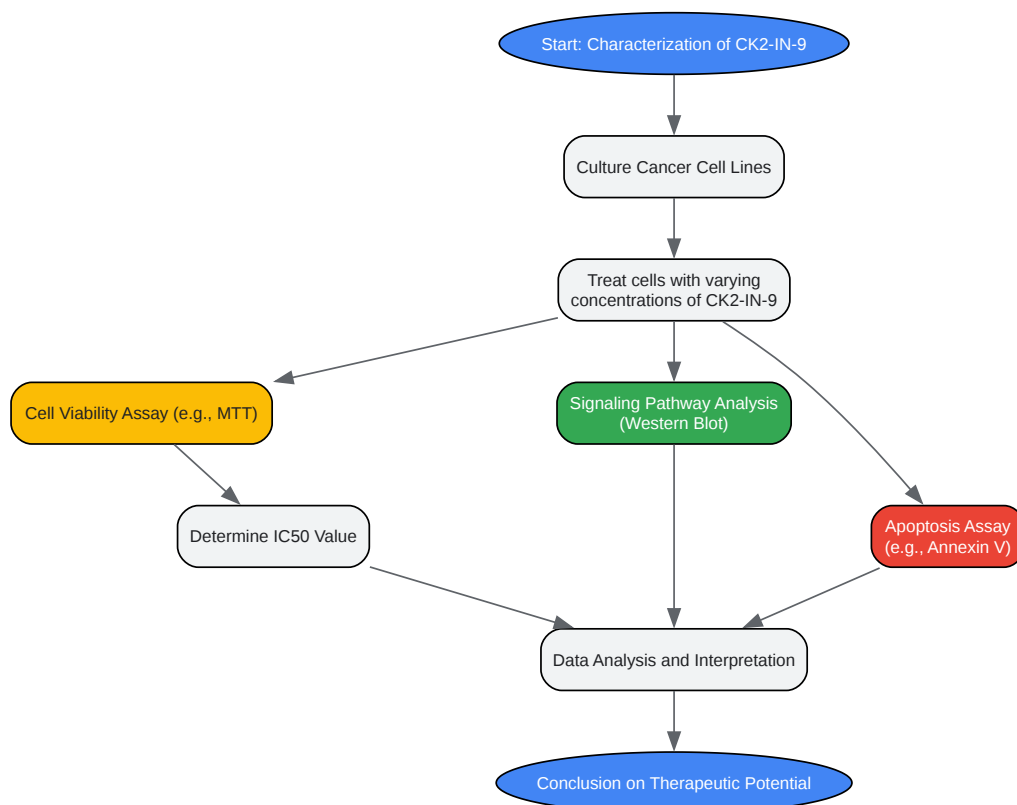 Start: Characterization of CK2-IN-9
Culture Cancer Cell Lines
Treat cells with varying
concentrations of CK2-IN-9
Cell Viability Assay (e.g., MTT)
Signaling Pathway Analysis
(Western Blot)
Determine IC50 Value
Apoptosis Assay
(e.g., Annexin V)
Data Analysis and Interpretation
Conclusion on Therapeutic Potential